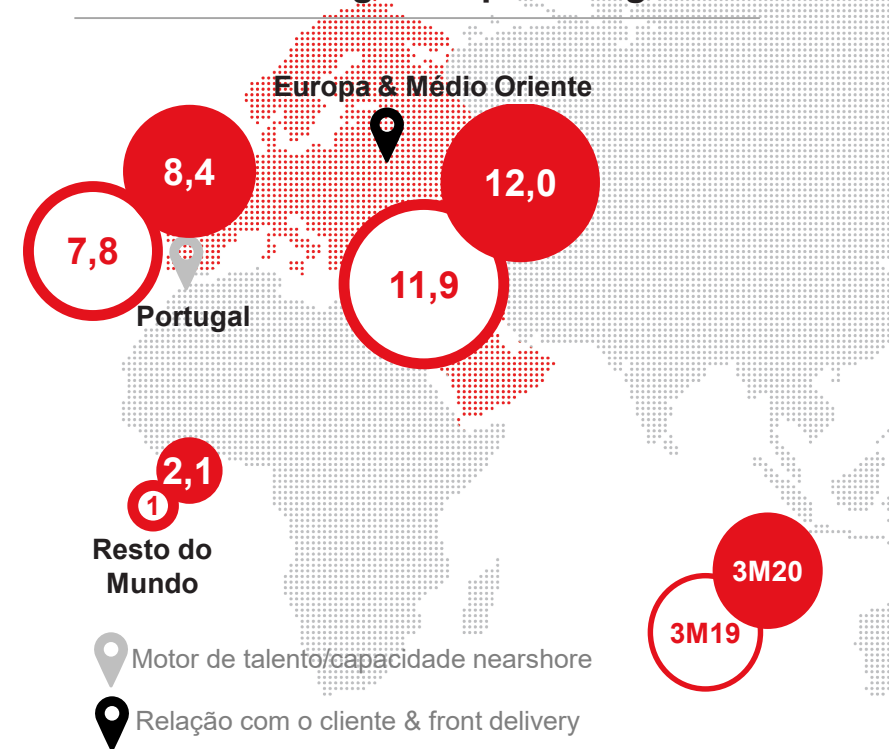 Europa & Médio Oriente
8,4
12,0
7,8
11,9
Portugal
2,1
1
Resto do
Mundo
3M20
3M19
Motor de talento/capacidade nearshore
Relação com o cliente & front delivery